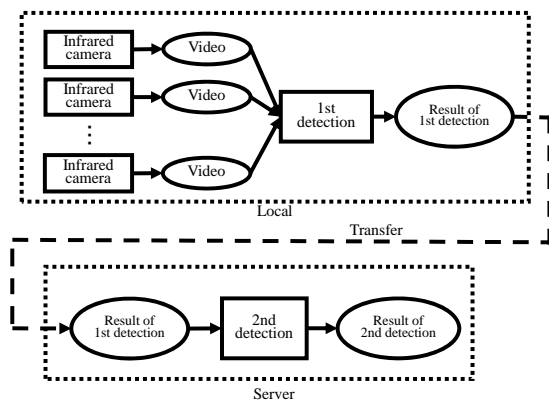 Infrared
camera
Video
Infrared
camera
Video
⋮
Infrared
camera
Video
1st
detection
Result of
1st detection
Local
Transfer
Result of
1st detection
2nd
detection
Result of
2nd detection
Server